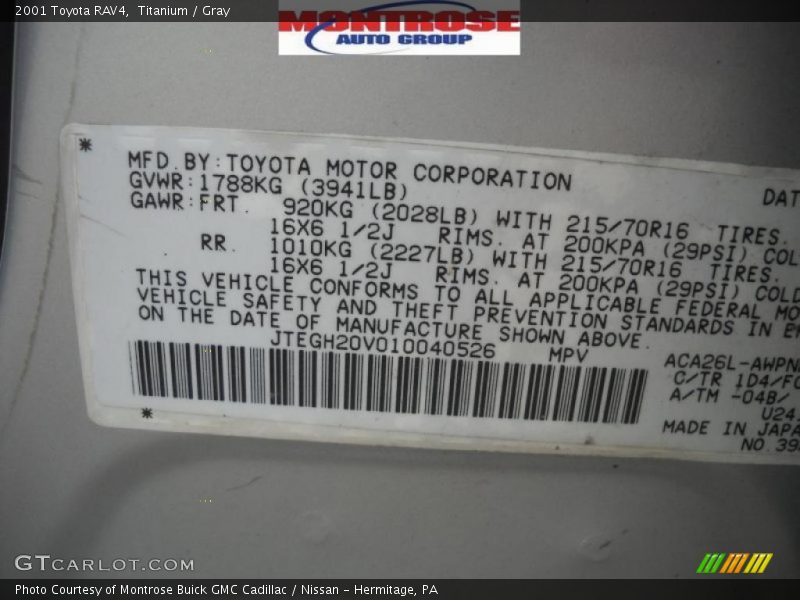 2001 Toyota RAV4, Titanium / Gray
MONTROSE
AUTO GROUP
* MFD.BY:TOYOTA MOTOR CORPORATION
GVWR:1788KG (3941LB)
GAWR:FRT. 920KG (2028LB) WITH 215/70R16 TIRES.
16X6 1/2J RIMS. AT 200KPA (29PSI)
RR. 1010KG (2227LB) WITH 215/70R16 TIRES.
16X6 1/2J RIMS. AT 200KPA (29PSI) COLD
THIS VEHICLE CONFORMS TO ALL APPLICABLE FEDERAL MO
VEHICLE SAFETY AND THEFT PREVENTION STANDARDS IN
ON THE DATE OF MANUFACTURE SHOWN ABOVE.
JTEGH20V010040526 MPV
ACA26L-AWPN
C/TR 1D4/FC
A/TM -04B/
U24
MADE IN JAPA
NO.39
*
GTCARLOT.COM
Photo Courtesy of Montrose Buick GMC Cadillac / Nissan - Hermitage, PA